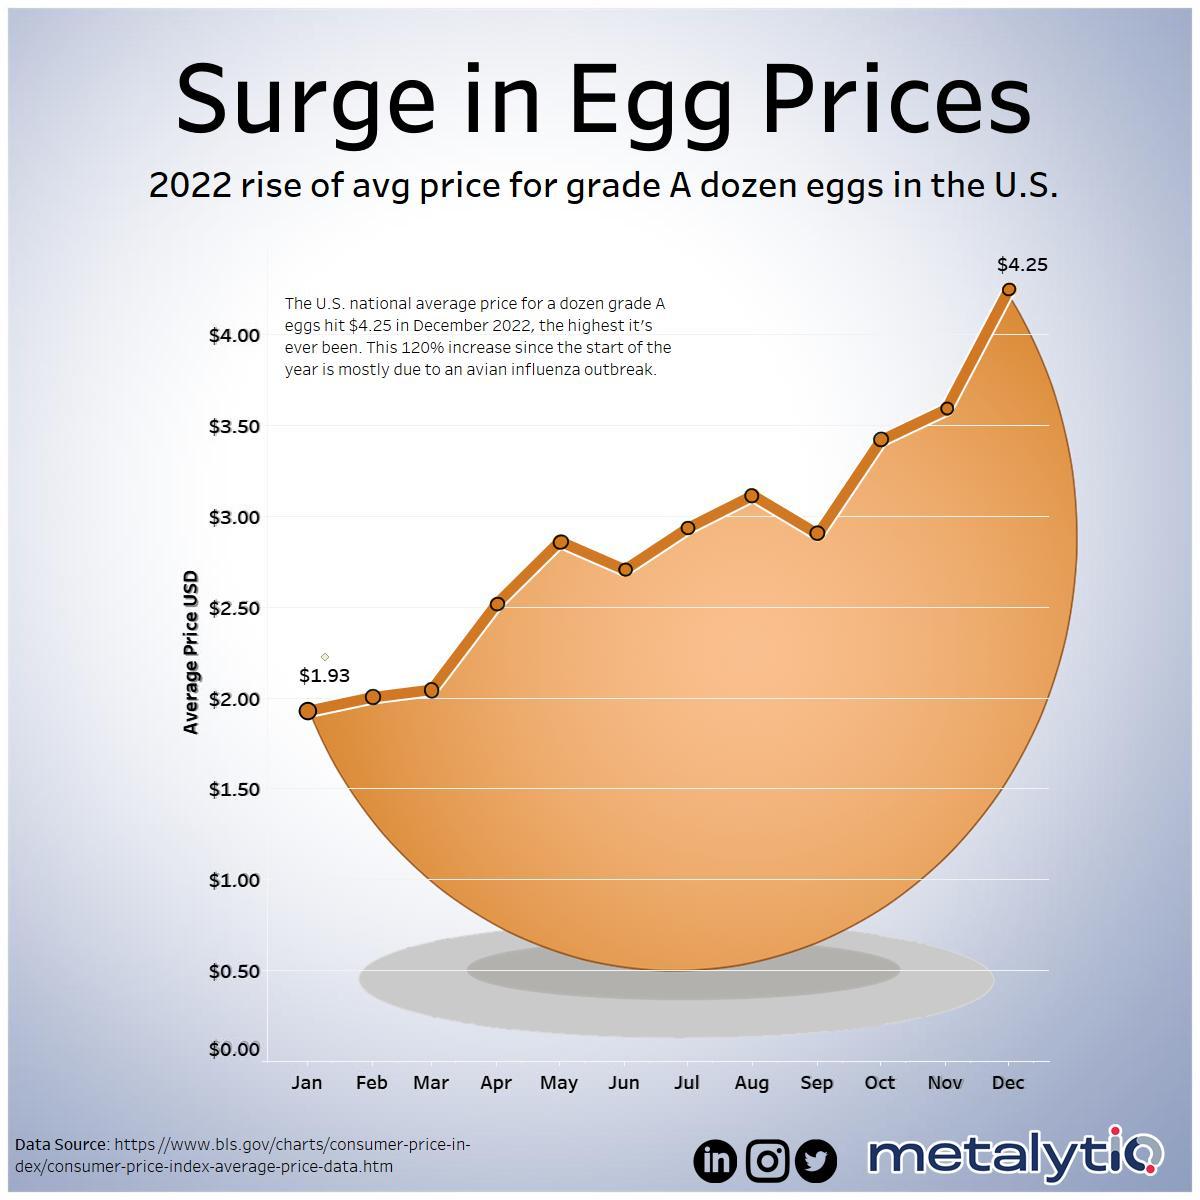 Surge in Egg Prices
2022 rise of avg price for grade A dozen eggs in the U.S.
$4.25
The U.S. national average price for a dozen grade A
eggs hit $4.25 in December 2022, the highest it's
ever been. This 120% increase since the start of the
year is mostly due to an avian influenza outbreak.
$4.00
$3.50
$3.00
$2.50
$1.93
$2.00
$1.50
$1.00
$0.50
$0.00
Average Price USD
Jan Feb Mar Apr May Jun Jul Aug Sep Oct Nov Dec
Data Source: https://www.bls.gov/charts/consumer-price-in-
dex/consumer-price-index-average-price-data.htm
in
metalytiQ